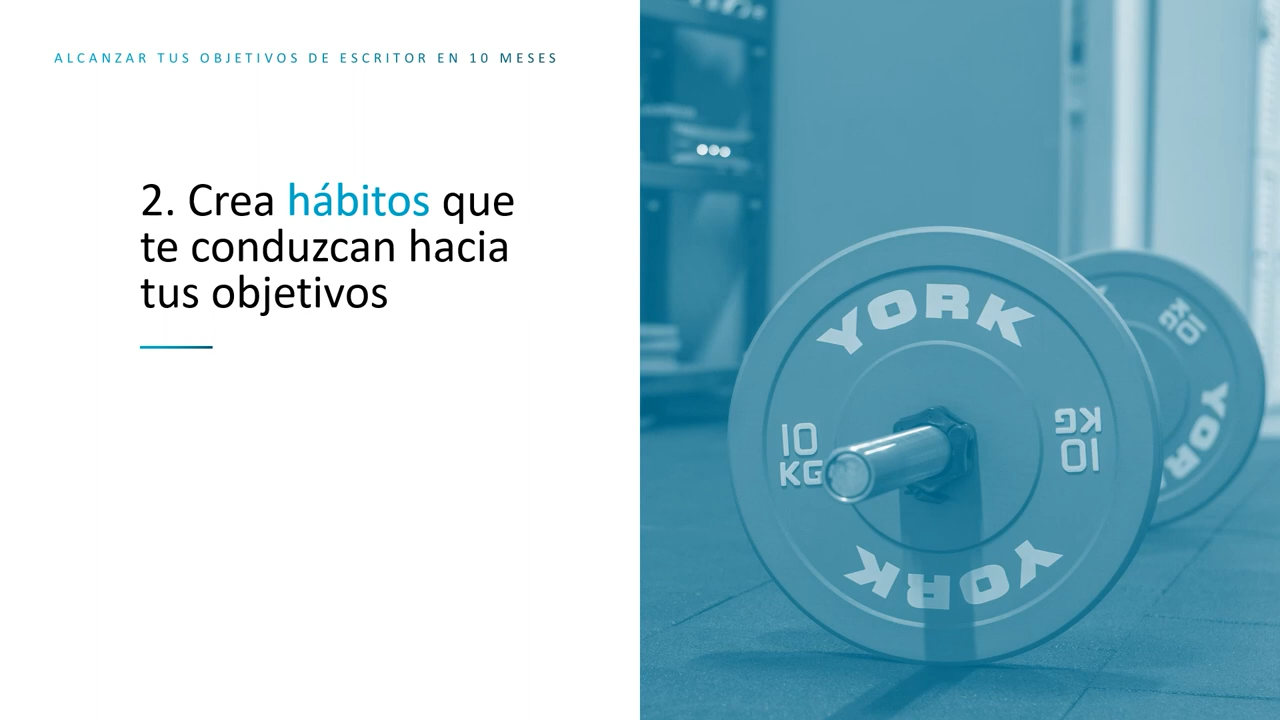 ALCANZAR TUS OBJETIVOS DE ESCRITOR EN 10 MESES
2. Crea hábitos que
te conduzcan hacia
tus objetivos
YORK
10
KG
10
KG
YORK
10
KG
YORK